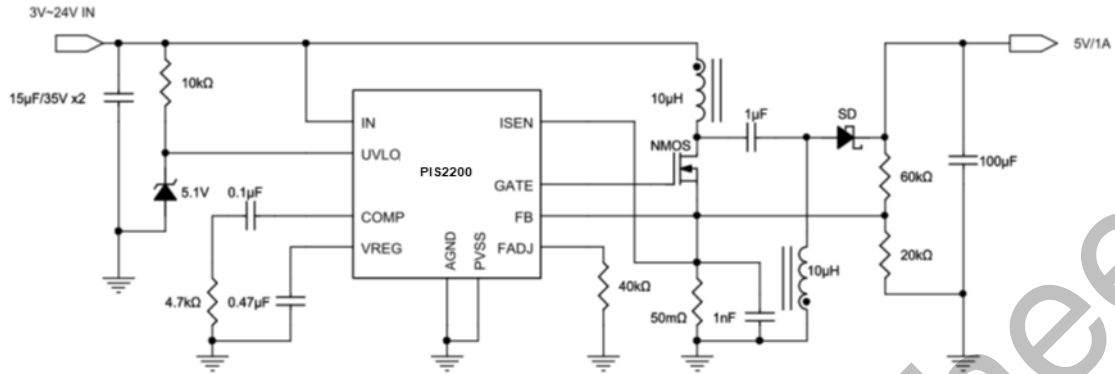 3V~24V IN
5V/1A
10kΩ
15µF/35V x2
10µH
1µF
SD
IN
ISEN
NMOS
UVLO
PIS2200
100µF
5.1V
GATE
60kΩ
0.1µF
COMP
FB
VREG
AGND
PVSS
FADJ
20kΩ
10µH
4.7kΩ
0.47µF
40kΩ
50mΩ
1nF